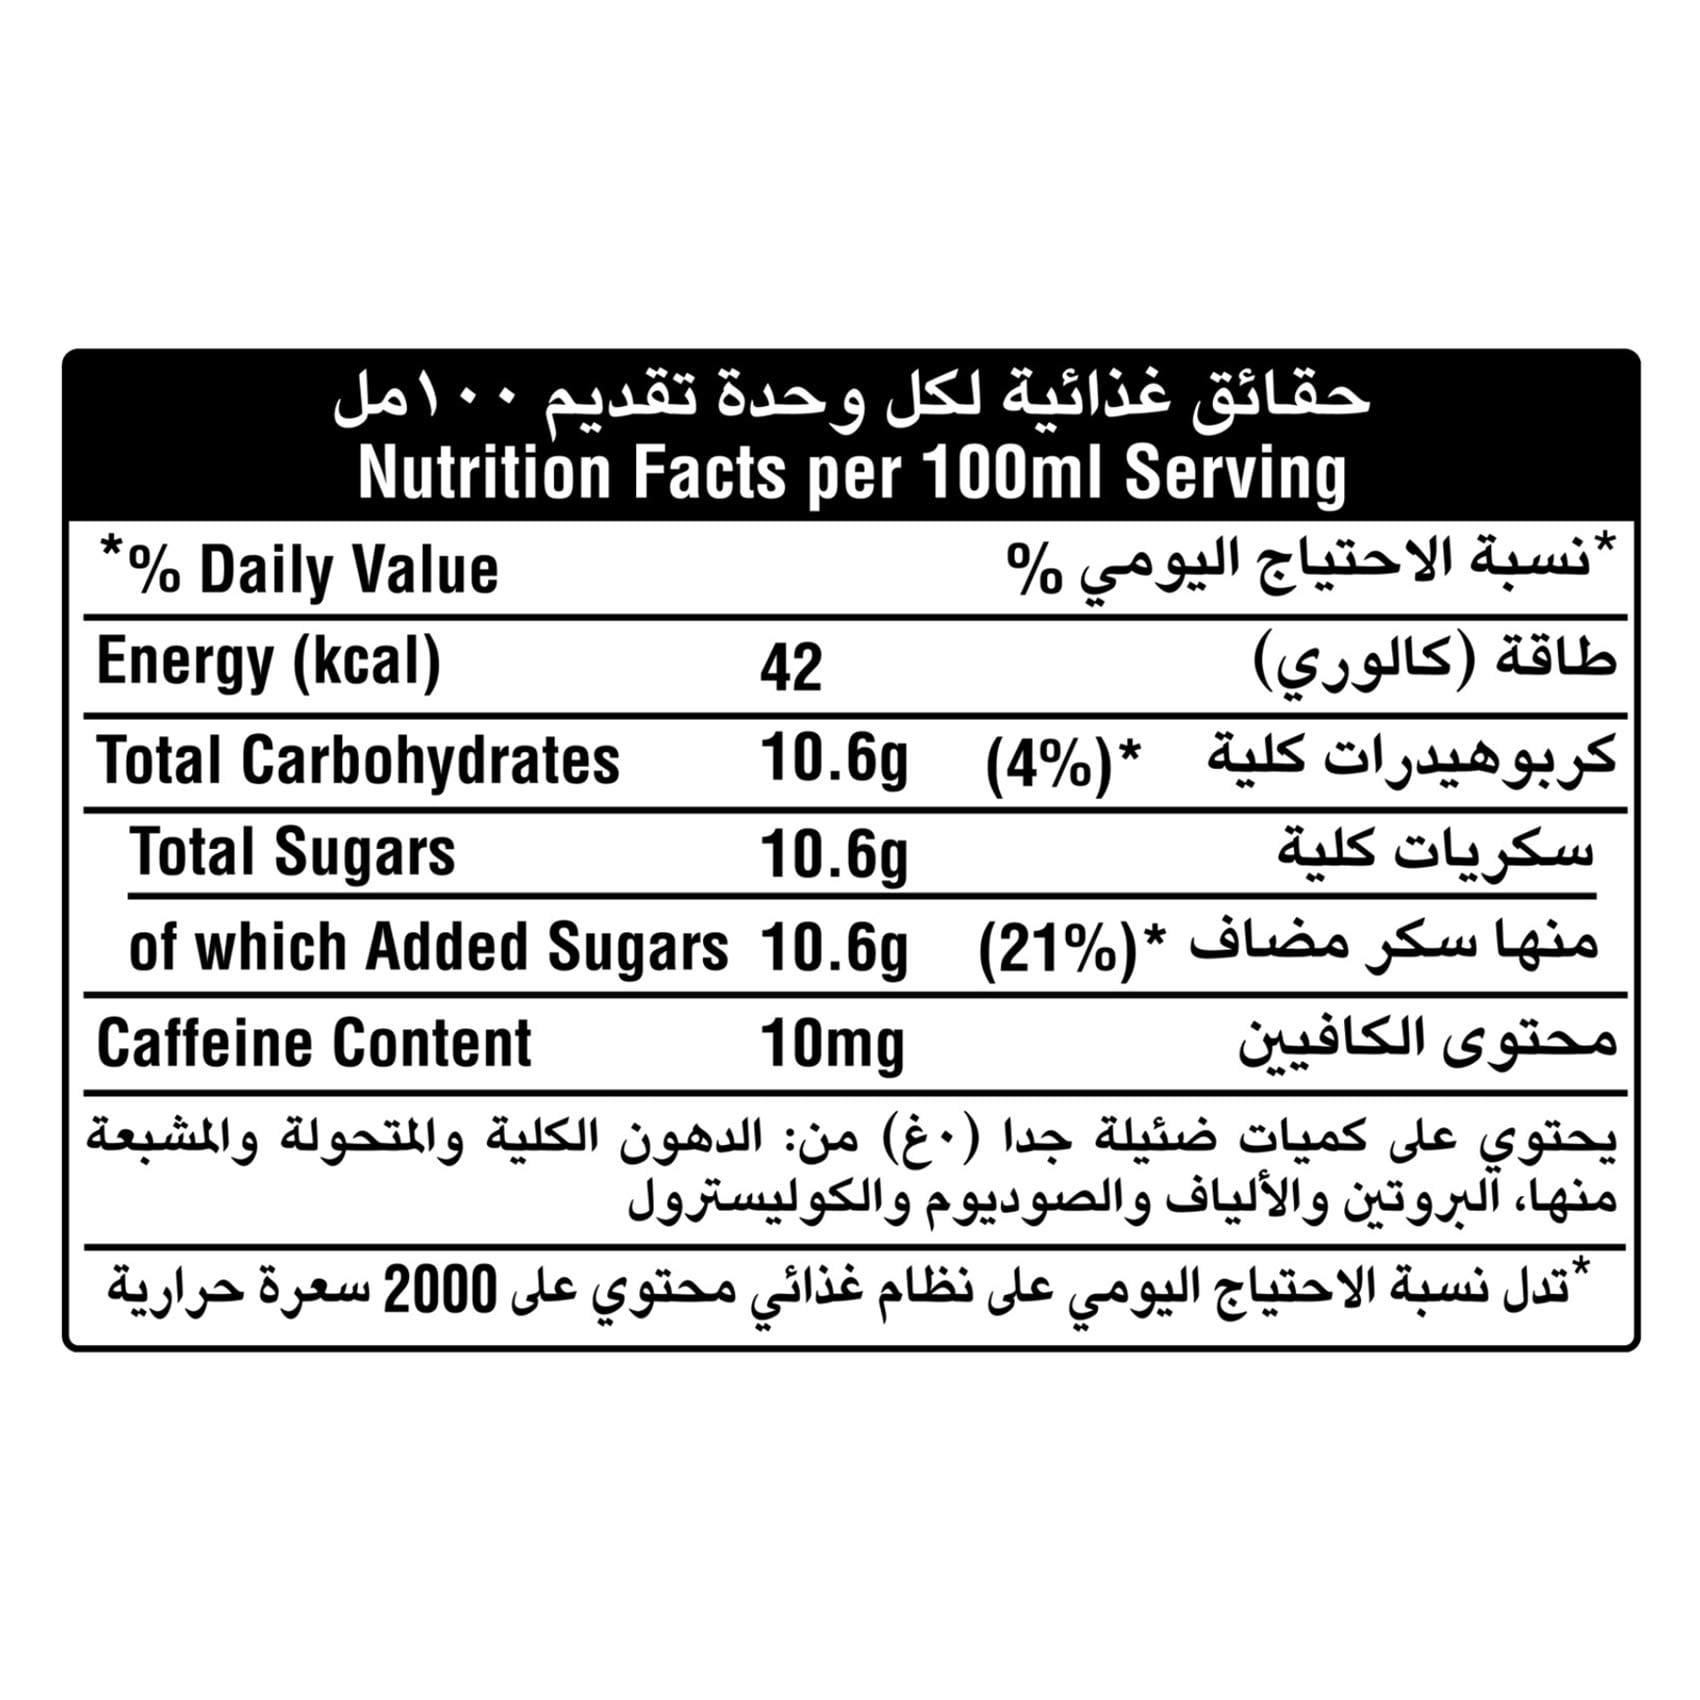 حقائق غذائية لكل وحدة تقديم ١٠٠مل
Nutrition Facts per 100ml Serving
*% Daily Value *نسبة الاحتياج اليومي %
Energy (kcal) 42 طاقة (كالوري)
Total Carbohydrates 10.6g (4%)* كربوهيدرات كلية
Total Sugars 10.6g سكريات كلية
of which Added Sugars 10.6g (21%)* منها سكر مضاف
Caffeine Content 10mg محتوى الكافيين
يحتوي على كميات ضئيلة جدا (٠غ) من: الدهون الكلية والمتحولة والمشبعة
منها، البروتين والألياف والصوديوم والكوليسترول
*تدل نسبة الاحتياج اليومي على نظام غذائي محتوي على 2000 سعرة حرارية